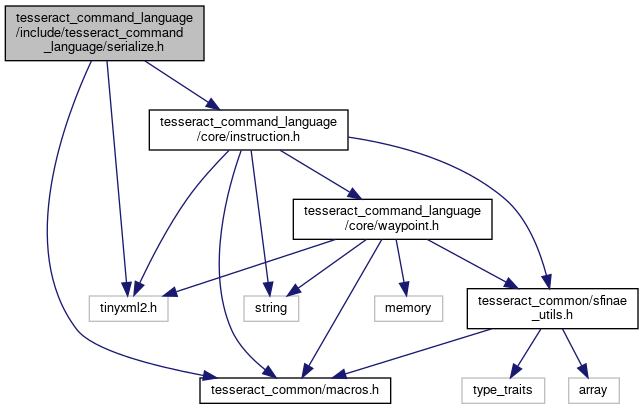 tesseract_command_language
/include/tesseract_command
_language/serialize.h
tesseract_command_language
/core/instruction.h
tesseract_command_language
/core/waypoint.h
tinyxml2.h
string
memory
tesseract_common/sfinae
_utils.h
tesseract_common/macros.h
type_traits
array